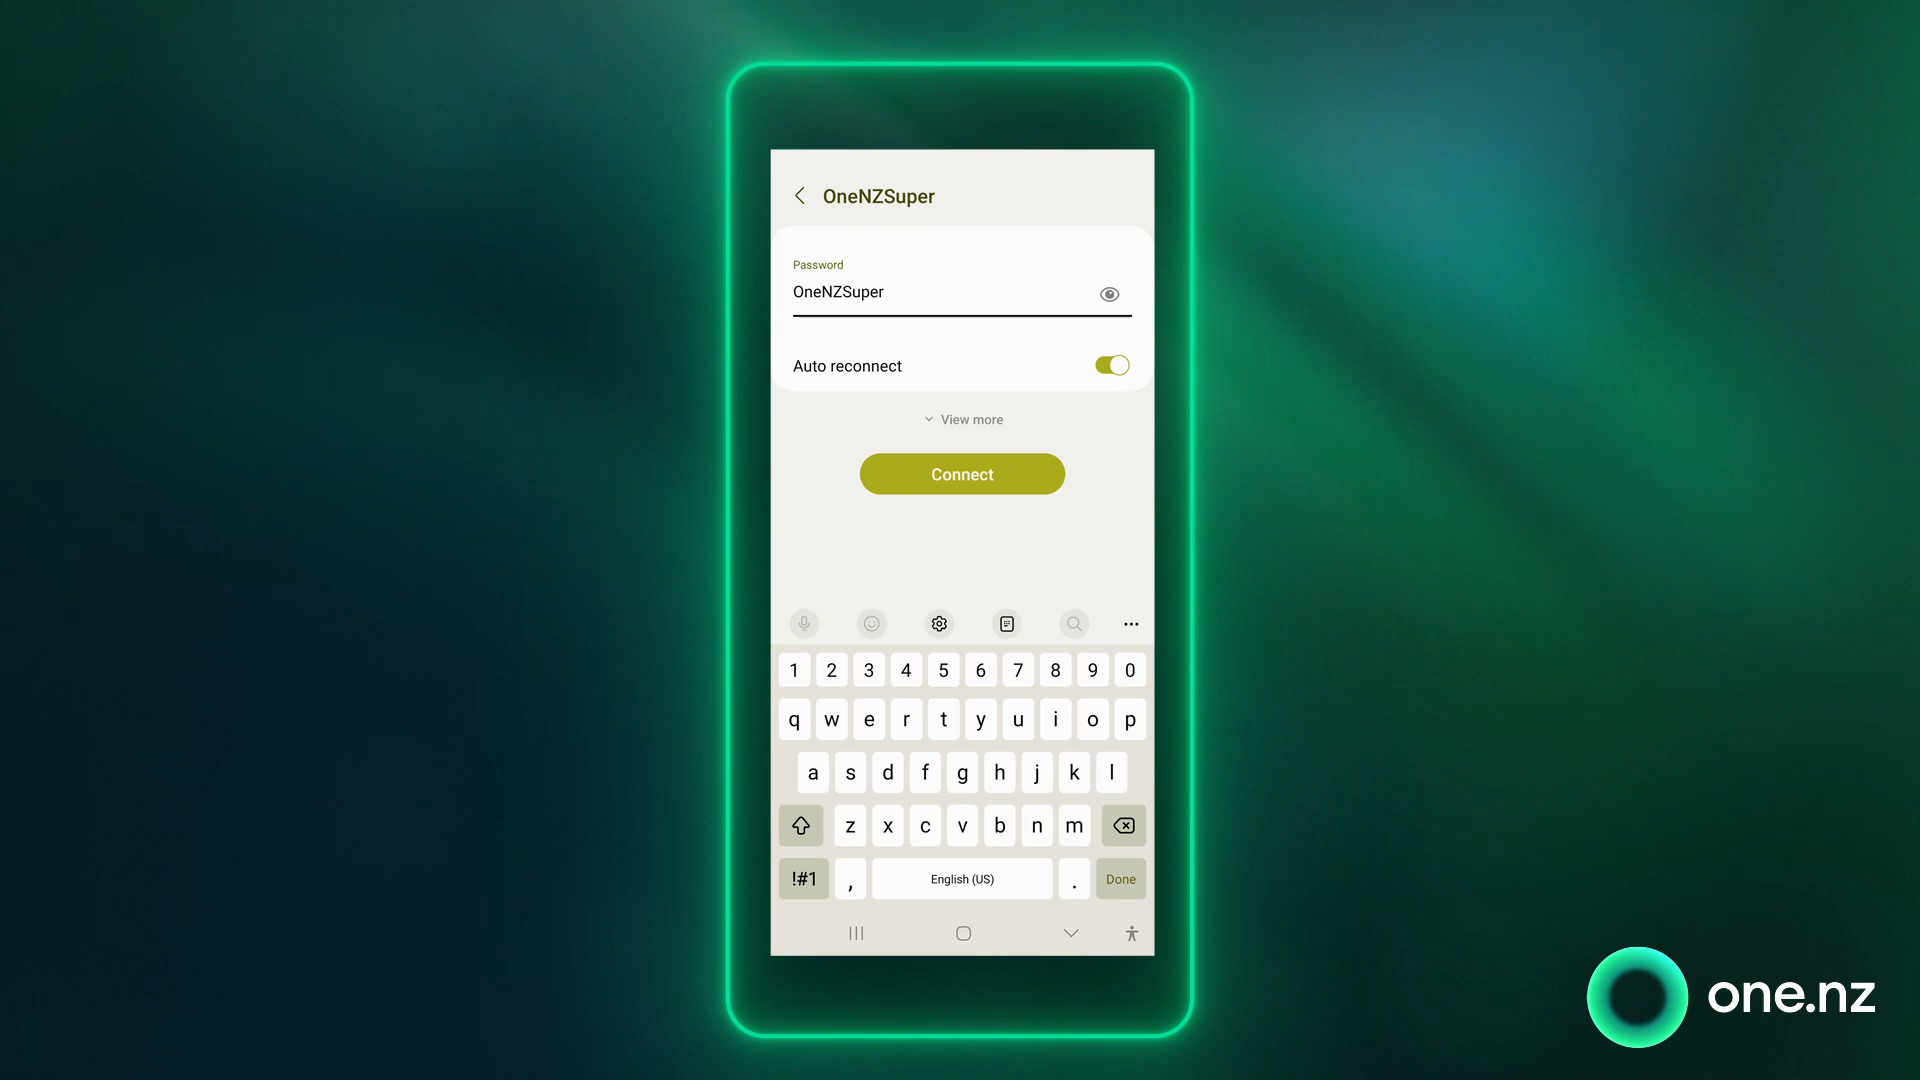 OneNZSuper
Password
OneNZSuper
Auto reconnect
View more
Connect
1 2 3 4 5 6 7 8 9 0
q w e r t y u i o p
a s d f g h j k l
z x c v b n m
!#1 , English (US) . Done
one.nz